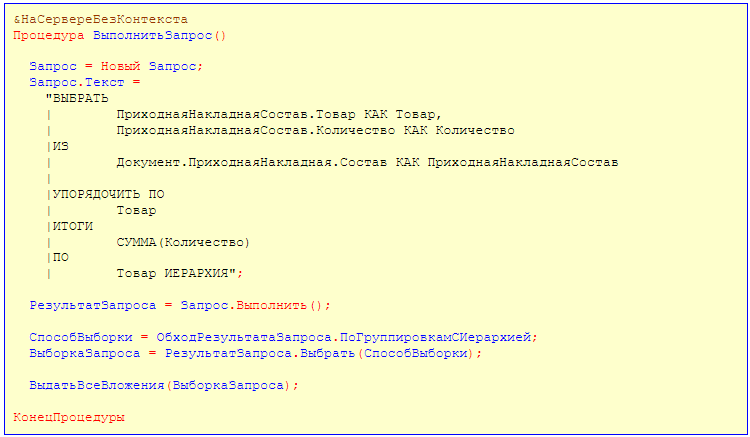 &НаСервереБезКонтекста
Процедура ВыполнитьЗапрос()
Запрос = Новый Запрос;
Запрос.Текст =
"ВЫБРАТЬ
|	ПриходнаяНакладнаяСостав.Товар КАК Товар,
|	ПриходнаяНакладнаяСостав.Количество КАК Количество
|ИЗ
|	Документ.ПриходнаяНакладная.Состав КАК ПриходнаяНакладнаяСостав
|
|УПОРЯДОЧИТЬ ПО
|	Товар
|ИТОГИ
|	СУММА(Количество)
|ПО
|	Товар ИЕРАРХИЯ";
РезультатЗапроса = Запрос.Выполнить();
СпособВыборки = ОбходРезультатаЗапроса.ПоГруппировкамСИерархией;
ВыборкаЗапроса = РезультатЗапроса.Выбрать(СпособВыборки);
ВыдатьВсеВложения(ВыборкаЗапроса);
КонецПроцедуры